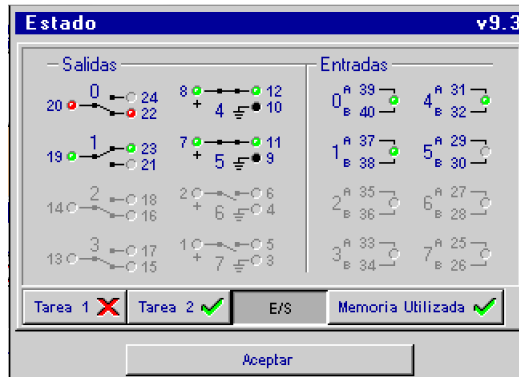 Estado v9.3
Salidas Entradas
0 24 8 12 A 39 A 31
20 22 + 4 10 0 B 40 4 B 32
1 23 7 11 A 37 A 29
19 21 + 5 9 1 B 38 5 B 30
2 18 2 6 A 35 A 27
14 16 + 6 4 2 B 36 6 B 28
3 17 1 5 A 33 A 25
13 15 + 7 3 3 B 34 7 B 26
Tarea 1 Tarea 2 E/S Memoria Utilizada
Aceptar